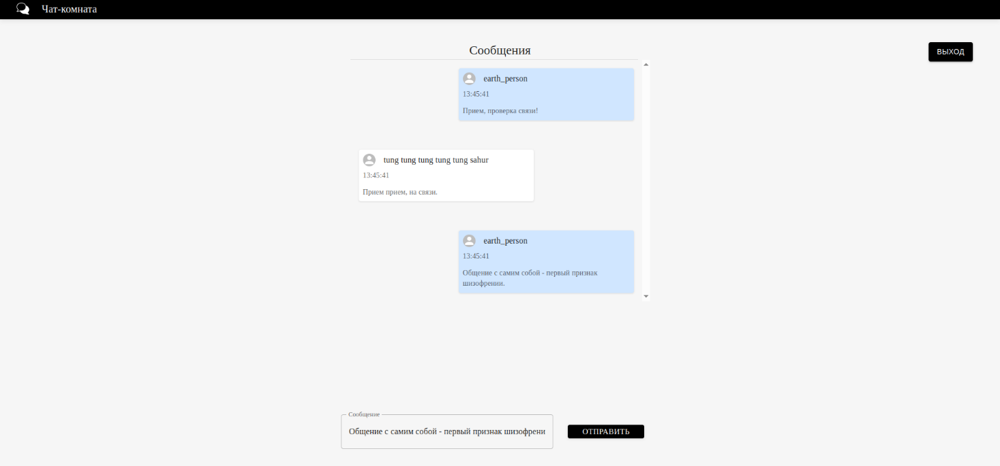 Чат-комната
Сообщения
ВЫХОД
earth_person
13:45:41
Прием, проверка связи!
tung tung tung tung tung sahur
13:45:41
Прием прием, на связи.
earth_person
13:45:41
Общение с самим собой - первый признак
шизофрении.
Сообщение
Общение с самим собой - первый признак шизофрени
ОТПРАВИТЬ